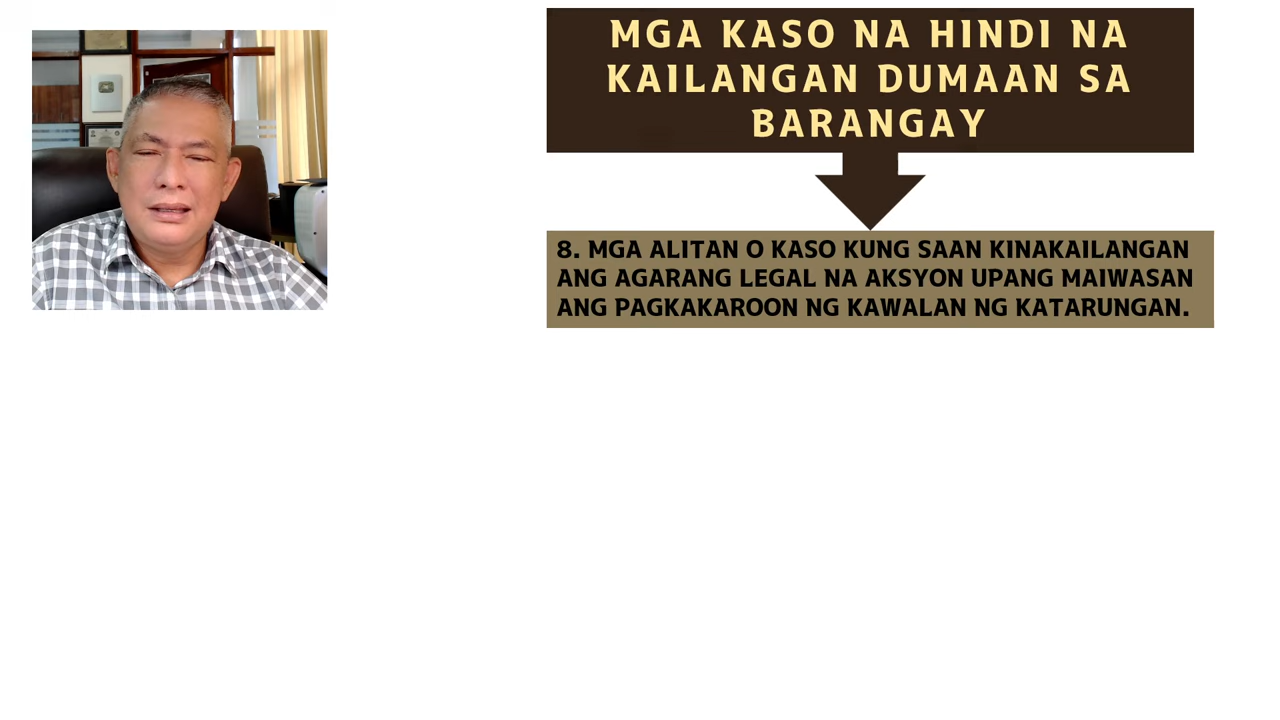 MGA KASO NA HINDI NA
KAILANGAN DUMAAN SA
BARANGAY
8. MGA ALITAN O KASO KUNG SAAN KINAKAILANGAN
ANG AGARANG LEGAL NA AKSYON UPANG MAIWASAN
ANG PAGKAKAROON NG KAWALAN NG KATARUNGAN.